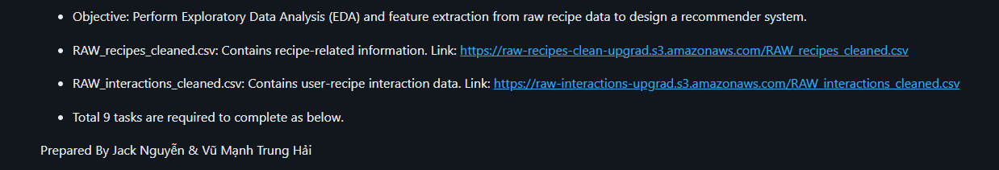 • Objective: Perform Exploratory Data Analysis (EDA) and feature extraction from raw recipe data to design a recommender system.
• RAW_recipes_cleaned.csv: Contains recipe-related information. Link: https://raw-recipes-clean-upgrad.s3.amazonaws.com/RAW_recipes_cleaned.csv
• RAW_interactions_cleaned.csv: Contains user-recipe interaction data. Link: https://raw-interactions-upgrad.s3.amazonaws.com/RAW_interactions_cleaned.csv
• Total 9 tasks are required to complete as below.
Prepared By Jack Nguyễn & Vũ Mạnh Trung Hải